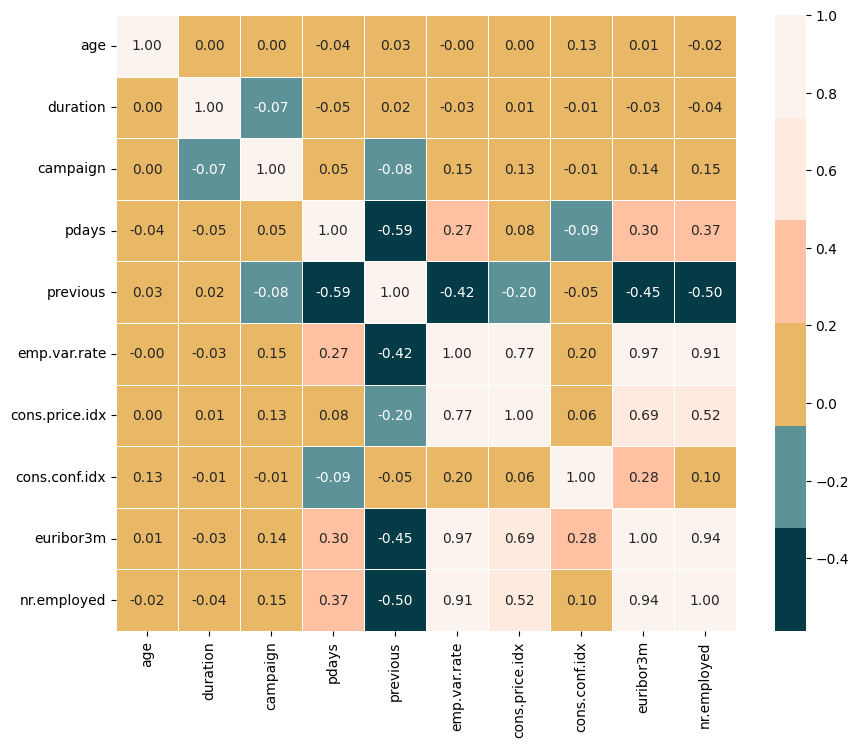 age 1.00 0.00 0.00 -0.04 0.03 -0.00 0.00 0.13 0.01 -0.02
duration 0.00 1.00 -0.07 -0.05 0.02 -0.03 0.01 -0.01 -0.03 -0.04
campaign 0.00 -0.07 1.00 0.05 -0.08 0.15 0.13 -0.01 0.14 0.15
pdays -0.04 -0.05 0.05 1.00 -0.59 0.27 0.08 -0.09 0.30 0.37
previous 0.03 0.02 -0.08 -0.59 1.00 -0.42 -0.20 -0.05 -0.45 -0.50
emp.var.rate -0.00 -0.03 0.15 0.27 -0.42 1.00 0.77 0.20 0.97 0.91
cons.price.idx 0.00 0.01 0.13 0.08 -0.20 0.77 1.00 0.06 0.69 0.52
cons.conf.idx 0.13 -0.01 -0.01 -0.09 -0.05 0.20 0.06 1.00 0.28 0.10
euribor3m 0.01 -0.03 0.14 0.30 -0.45 0.97 0.69 0.28 1.00 0.94
nr.employed -0.02 -0.04 0.15 0.37 -0.50 0.91 0.52 0.10 0.94 1.00
age duration campaign pdays previous emp.var.rate cons.price.idx cons.conf.idx euribor3m nr.employed
1.0
0.8
0.6
0.4
0.2
0.0
−0.2
−0.4